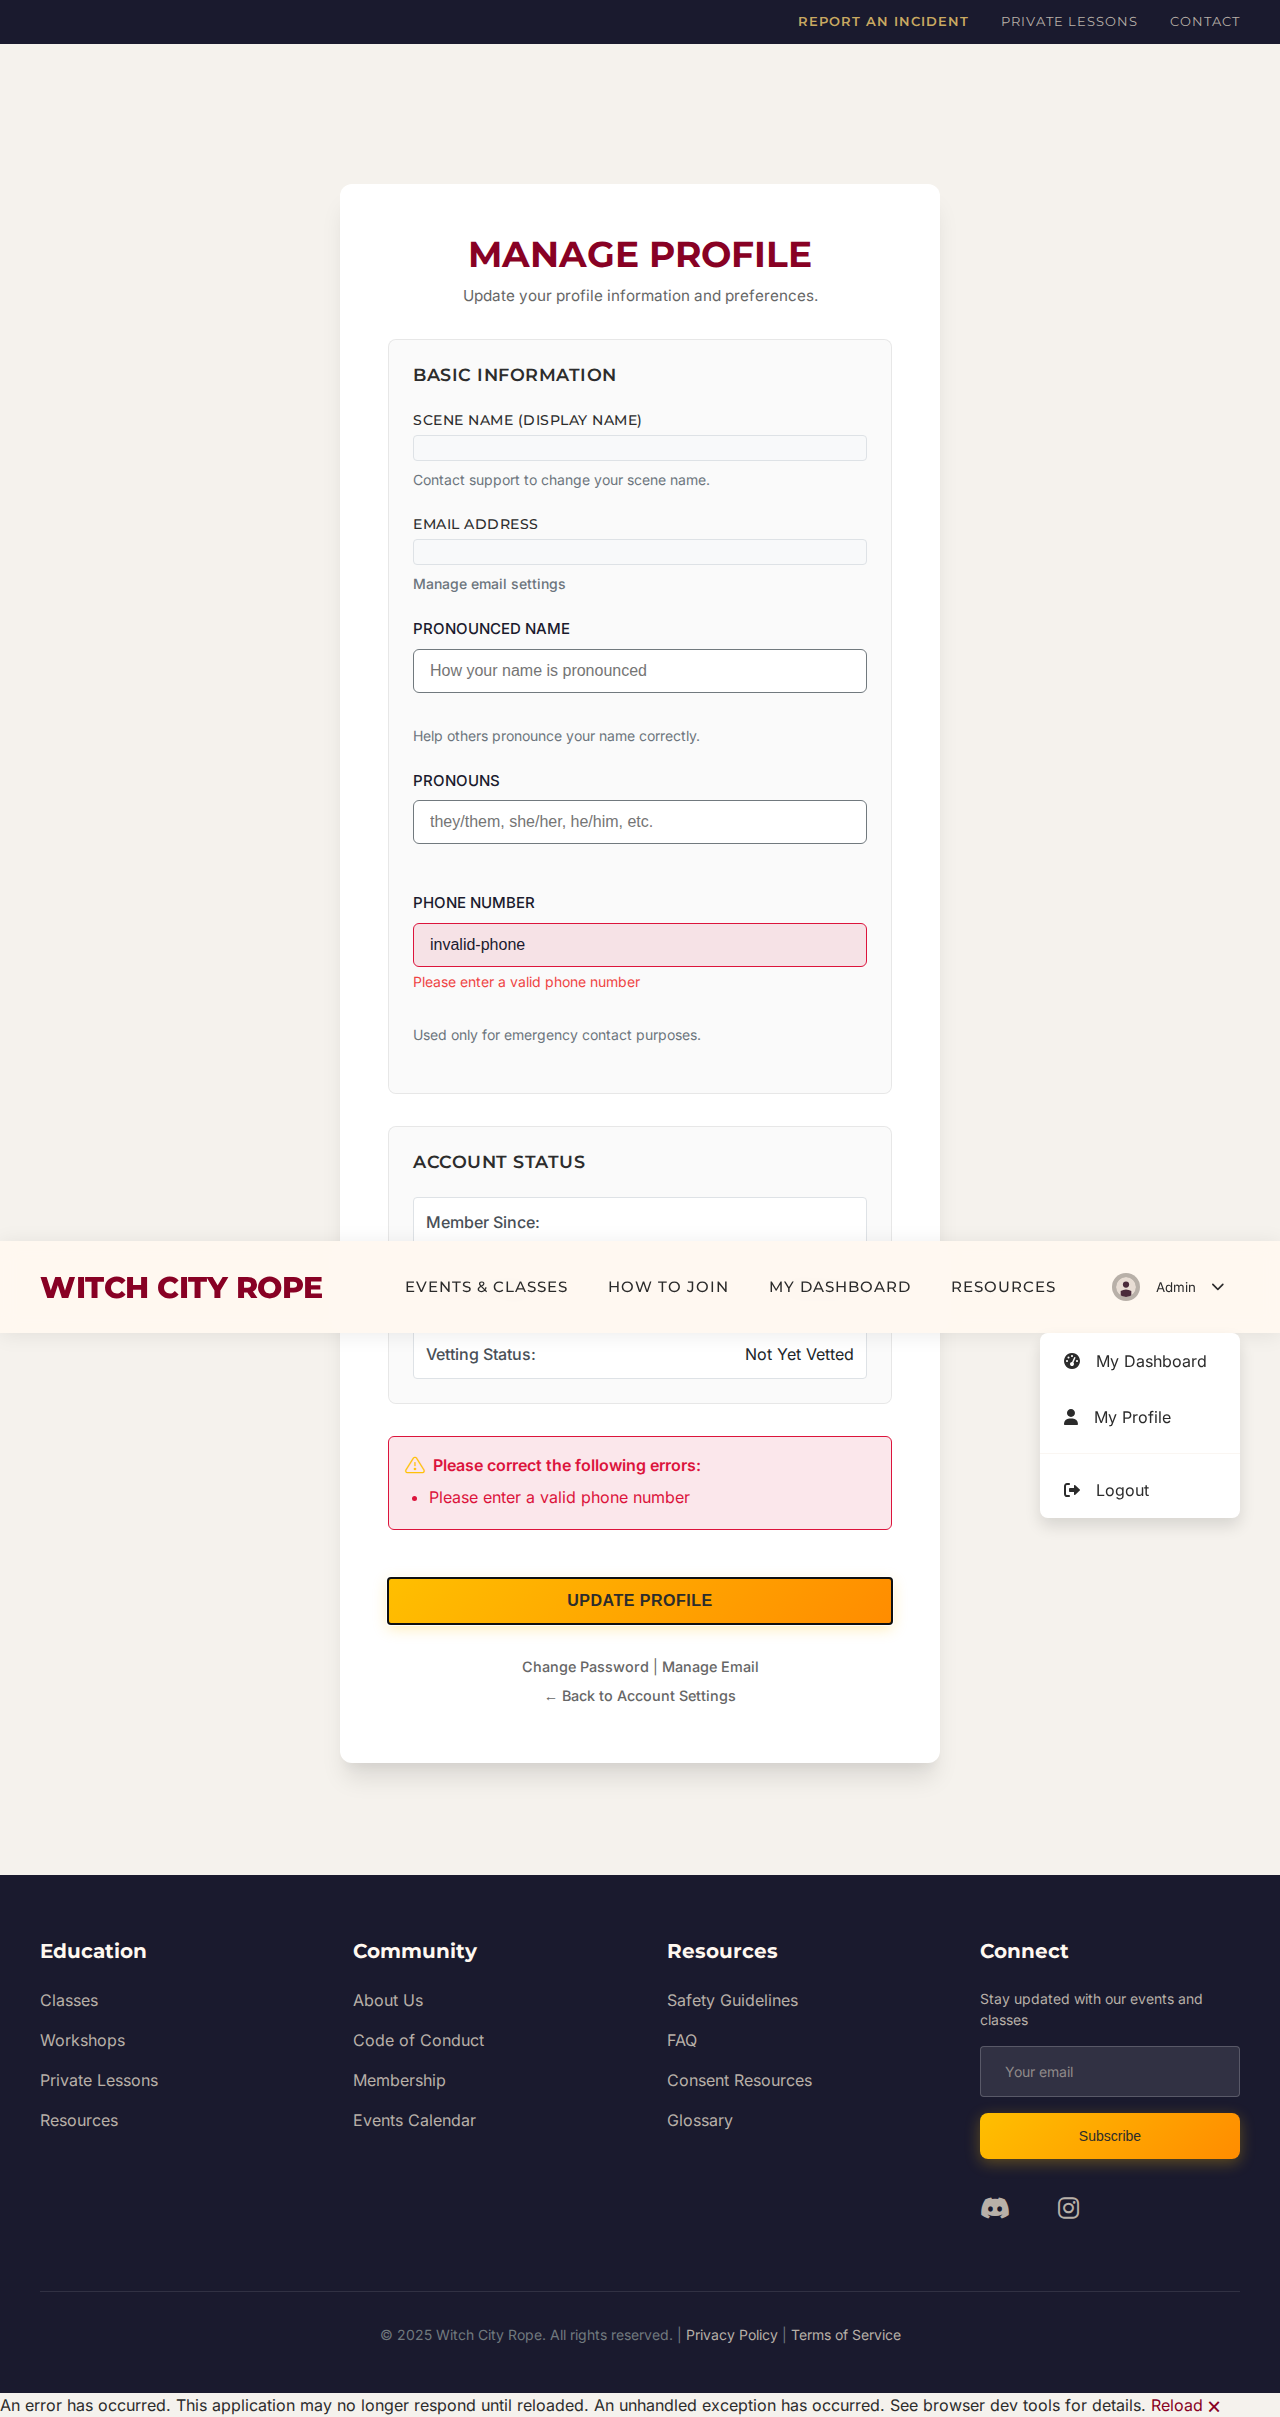 REPORT AN INCIDENT PRIVATE LESSONS CONTACT
MANAGE PROFILE
Update your profile information and preferences.
BASIC INFORMATION
SCENE NAME (DISPLAY NAME)
Contact support to change your scene name.
EMAIL ADDRESS
Manage email settings
PRONOUNCED NAME
How your name is pronounced
Help others pronounce your name correctly.
PRONOUNS
they/them, she/her, he/him, etc.
PHONE NUMBER
invalid-phone
Please enter a valid phone number
Used only for emergency contact purposes.
ACCOUNT STATUS
Member Since:
WITCH CITY ROPE EVENTS & CLASSES HOW TO JOIN MY DASHBOARD RESOURCES Admin
Vetting Status: Not Yet Vetted
My Dashboard
My Profile
Logout
Please correct the following errors:
• Please enter a valid phone number
UPDATE PROFILE
Change Password | Manage Email
← Back to Account Settings
Education
Classes
Workshops
Private Lessons
Resources
Community
About Us
Code of Conduct
Membership
Events Calendar
Resources
Safety Guidelines
FAQ
Consent Resources
Glossary
Connect
Stay updated with our events and
classes
Your email
Subscribe
© 2025 Witch City Rope. All rights reserved. | Privacy Policy | Terms of Service
An error has occurred. This application may no longer respond until reloaded. An unhandled exception has occurred. See browser dev tools for details. Reload ✕